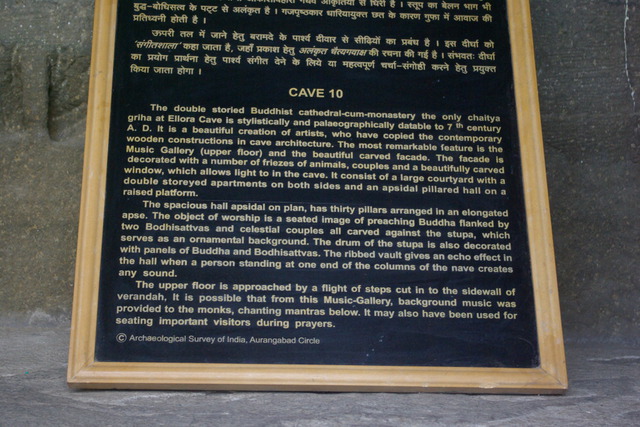 बुद्ध-बोधिसत्व के पट्ट से अलंकृत है । गजपृष्ठाकार धारियायुक्त छत के कारण गुफा में आवाज की
प्रतिध्वनी होती है ।
ऊपरी तल में जाने हेतु बरामदे के पार्श्व दीवार से सीढियों का प्रबंध है । इस दीर्घा को
'संगीतशाला' कहा जाता है, जहाँ प्रकाश हेतु अलंकृत चैत्यगवाक्ष की रचना की गई है । संभवतः दीर्घा
का प्रयोग प्रार्थना हेतु पार्श्व संगीत देने के लिये या महत्वपूर्ण चर्चा-संगोष्ठी करने हेतु प्रयुक्त
किया जाता होगा ।
CAVE 10
The double storied Buddhist cathedral-cum-monastery the only chaitya
griha at Ellora Cave is stylistically and palaeographically datable to 7 th century
A. D. It is a beautiful creation of artists, who have copied the contemporary
wooden constructions in cave architecture. The most remarkable feature is the
Music Gallery (upper floor) and the beautiful carved facade. The facade is
decorated with a number of friezes of animals, couples and a beautifully carved
window, which allows light to in the cave. It consist of a large courtyard with a
double storeyed apartments on both sides and an apsidal pillared hall on a
raised platform.
The spacious hall apsidal on plan, has thirty pillars arranged in an elongated
apse. The object of worship is a seated image of preaching Buddha flanked by
two Bodhisattvas and celestial couples all carved against the stupa, which
serves as an ornamental background. The drum of the stupa is also decorated
with panels of Buddha and Bodhisattvas. The ribbed vault gives an echo effect in
the hall when a person standing at one end of the columns of the nave creates
any sound.
The upper floor is approached by a flight of steps cut in to the sidewall of
verandah, It is possible that from this Music-Gallery, background music was
provided to the monks, chanting mantras below. It may also have been used for
seating important visitors during prayers.
© Archaeological Survey of India, Aurangabad Circle